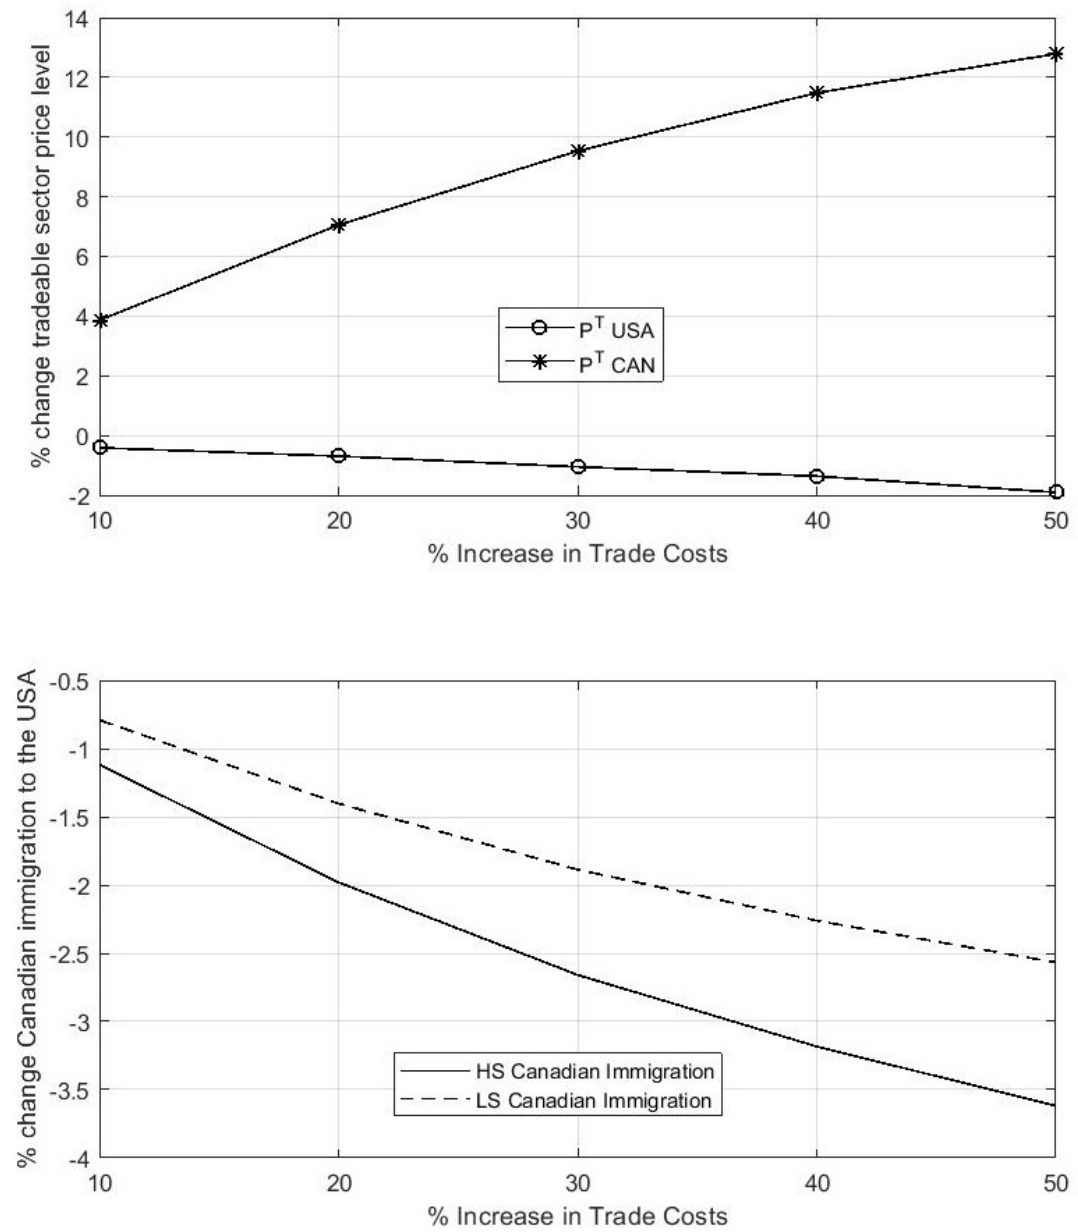 % change tradeable sector price level
14
12
10
8
6
4
2
0
-2
P^T USA
P^T CAN
10 20 30 40 50
% Increase in Trade Costs
% change Canadian immigration to the USA
-0.5
-1
-1.5
-2
-2.5
-3
-3.5
-4
HS Canadian Immigration
LS Canadian Immigration
10 20 30 40 50
% Increase in Trade Costs